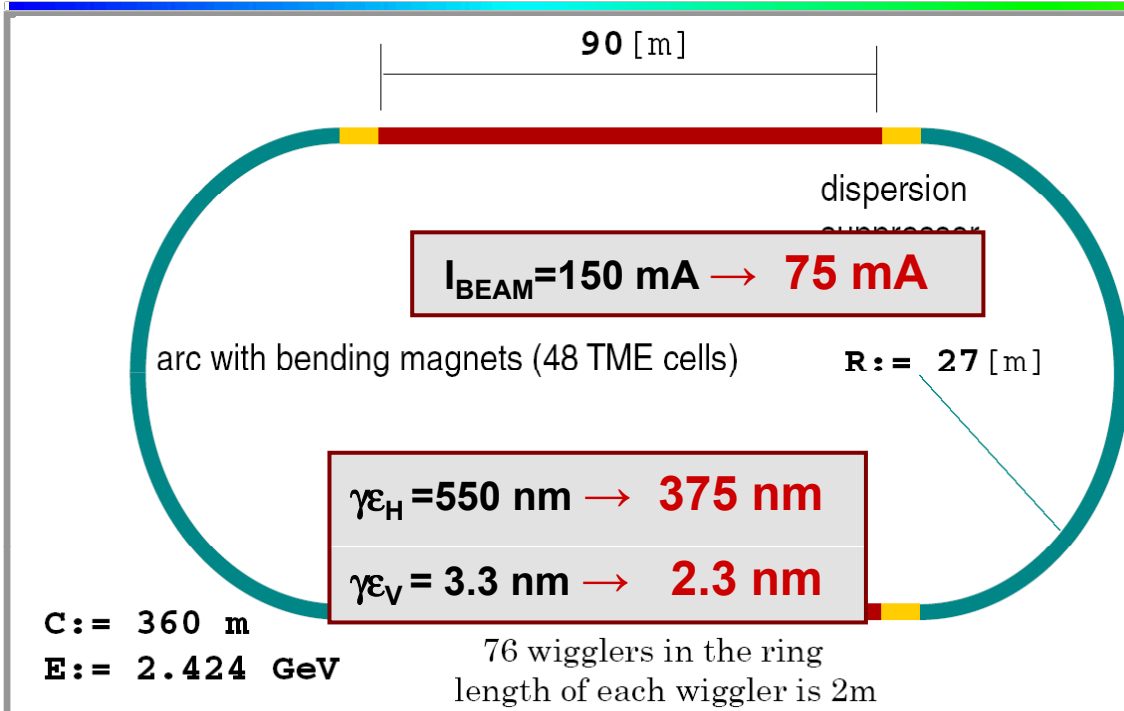 90 [m]
dispersion
suppressor
I_BEAM=150 mA → 75 mA
arc with bending magnets (48 TME cells)
R:= 27 [m]
γε_H =550 nm → 375 nm
γε_V = 3.3 nm → 2.3 nm
C:= 360 m
E:= 2.424 GeV
76 wigglers in the ring
length of each wiggler is 2m